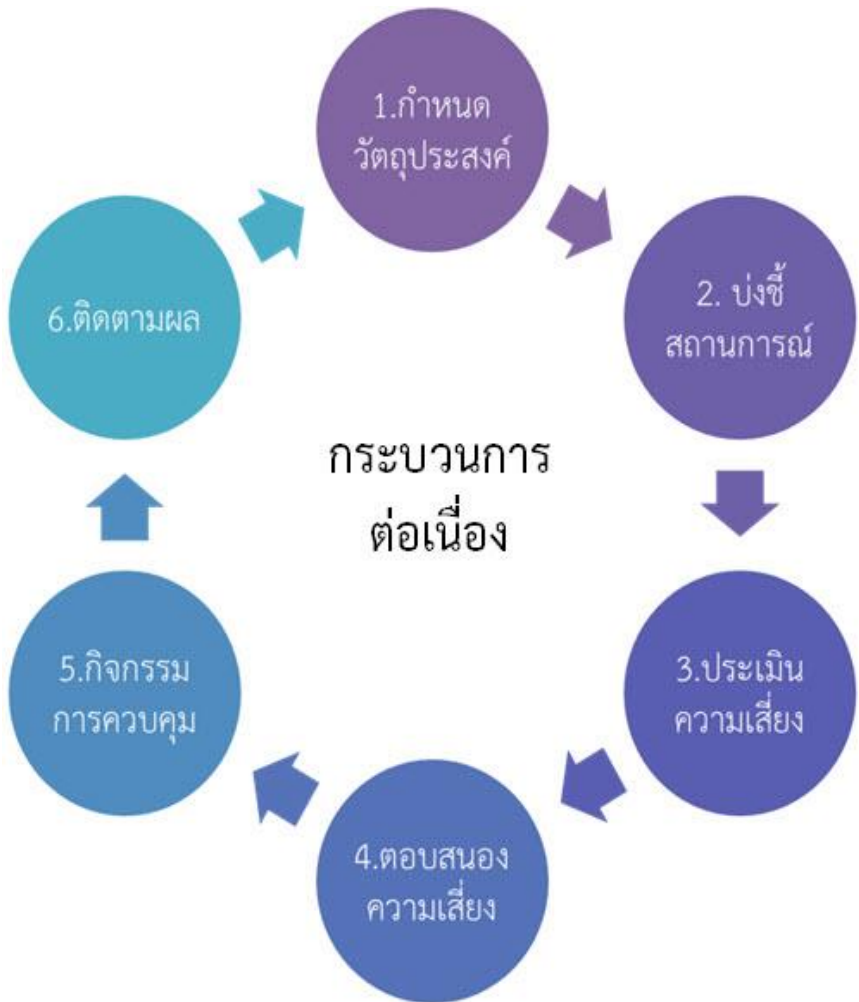 1.กำหนด
วัตถุประสงค์
2. บ่งชี้
สถานการณ์
3.ประเมิน
ความเสี่ยง
4.ตอบสนอง
ความเสี่ยง
5.กิจกรรม
การควบคุม
6.ติดตามผล
กระบวนการ
ต่อเนื่อง